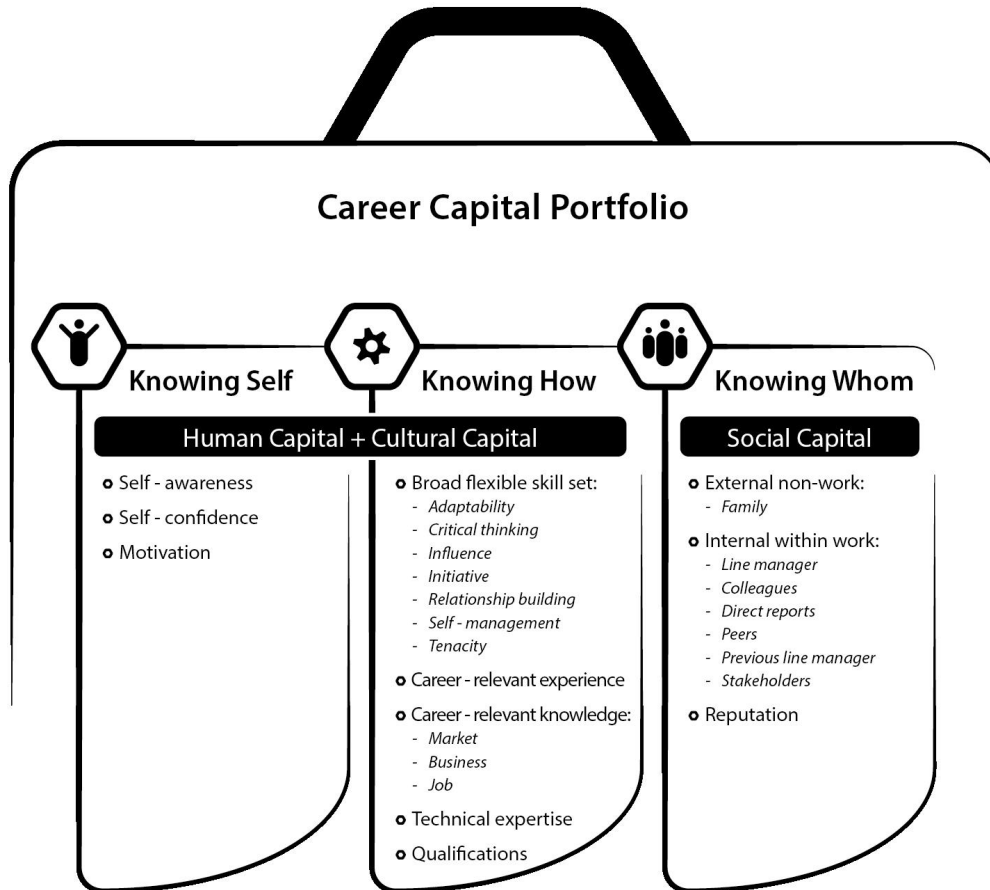 Career Capital Portfolio
Knowing Self
Knowing How
Knowing Whom
Human Capital + Cultural Capital
Social Capital
Self - awareness
Self - confidence
Motivation
Broad flexible skill set:
- Adaptability
- Critical thinking
- Influence
- Initiative
- Relationship building
- Self - management
- Tenacity
Career - relevant experience
Career - relevant knowledge:
- Market
- Business
- Job
Technical expertise
Qualifications
External non-work:
- Family
Internal within work:
- Line manager
- Colleagues
- Direct reports
- Peers
- Previous line manager
- Stakeholders
Reputation